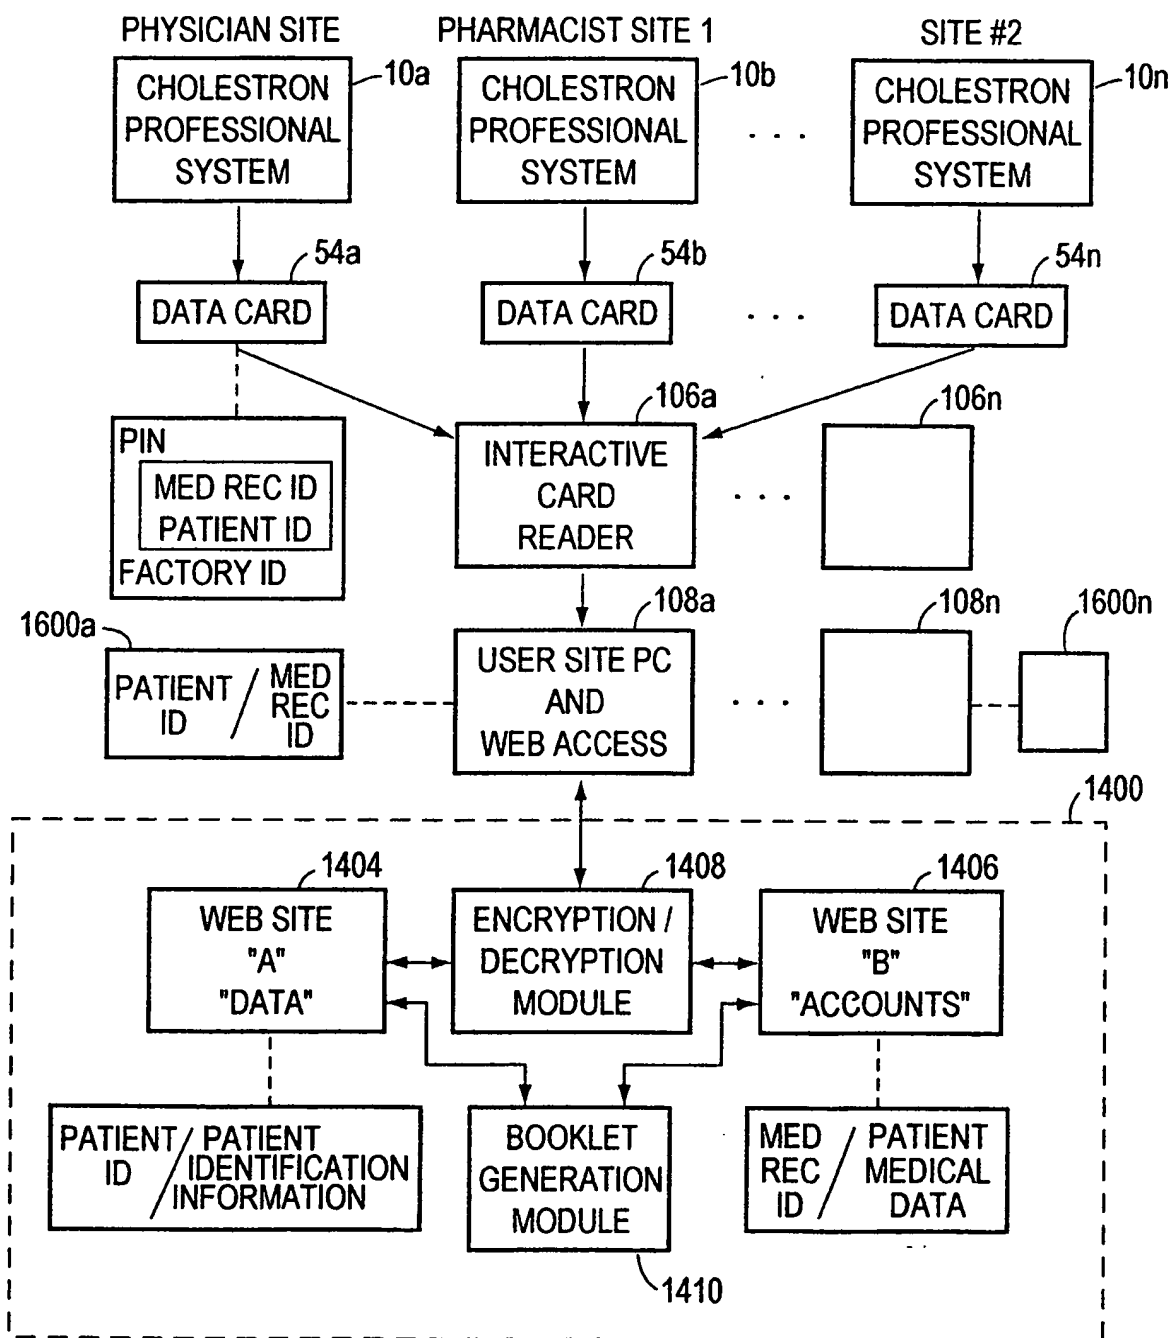 PHYSICIAN SITE
PHARMACIST SITE 1
SITE #2
CHOLESTRON
PROFESSIONAL
SYSTEM
10a
CHOLESTRON
PROFESSIONAL
SYSTEM
10b
. . .
CHOLESTRON
PROFESSIONAL
SYSTEM
10n
54a
DATA CARD
54b
DATA CARD
. . .
54n
DATA CARD
PIN
MED REC ID
PATIENT ID
FACTORY ID
106a
INTERACTIVE
CARD
READER
. . .
106n
1600a
PATIENT
ID
/
MED
REC
ID
108a
USER SITE PC
AND
WEB ACCESS
. . .
108n
1600n
1400
1404
WEB SITE
"A"
"DATA"
1408
ENCRYPTION /
DECRYPTION
MODULE
1406
WEB SITE
"B"
"ACCOUNTS"
PATIENT
ID
/
PATIENT
IDENTIFICATION
INFORMATION
BOOKLET
GENERATION
MODULE
1410
MED
REC
ID
/
PATIENT
MEDICAL
DATA